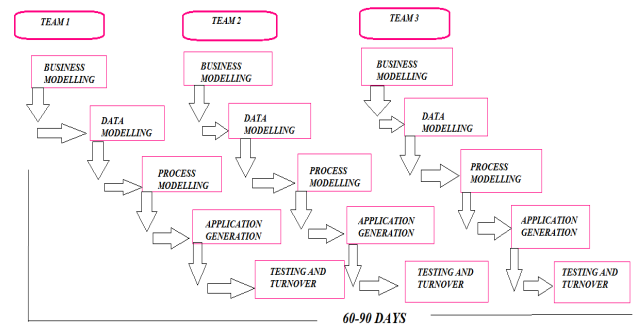 TEAM 1
TEAM 2
TEAM 3
BUSINESS
MODELLING
BUSINESS
MODELLING
BUSINESS
MODELLING
DATA
MODELLING
DATA
MODELLING
DATA
MODELLING
PROCESS
MODELLING
PROCESS
MODELLING
PROCESS
MODELLING
APPLICATION
GENERATION
APPLICATION
GENERATION
APPLICATION
GENERATION
TESTING AND
TURNOVER
TESTING AND
TURNOVER
TESTING AND
TURNOVER
60-90 DAYS